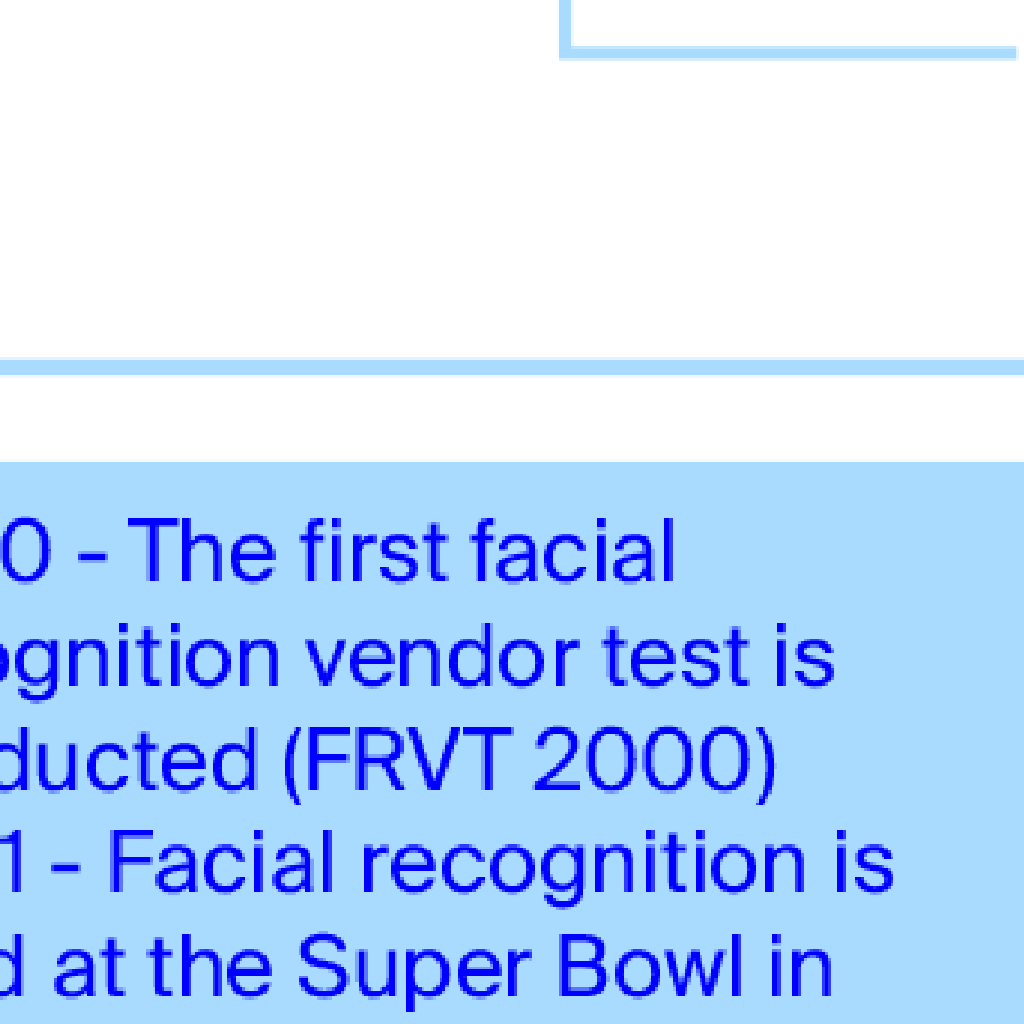 0 - The first facial
ognition vendor test is
ducted (FRVT 2000)
1 - Facial recognition is
d at the Super Bowl in